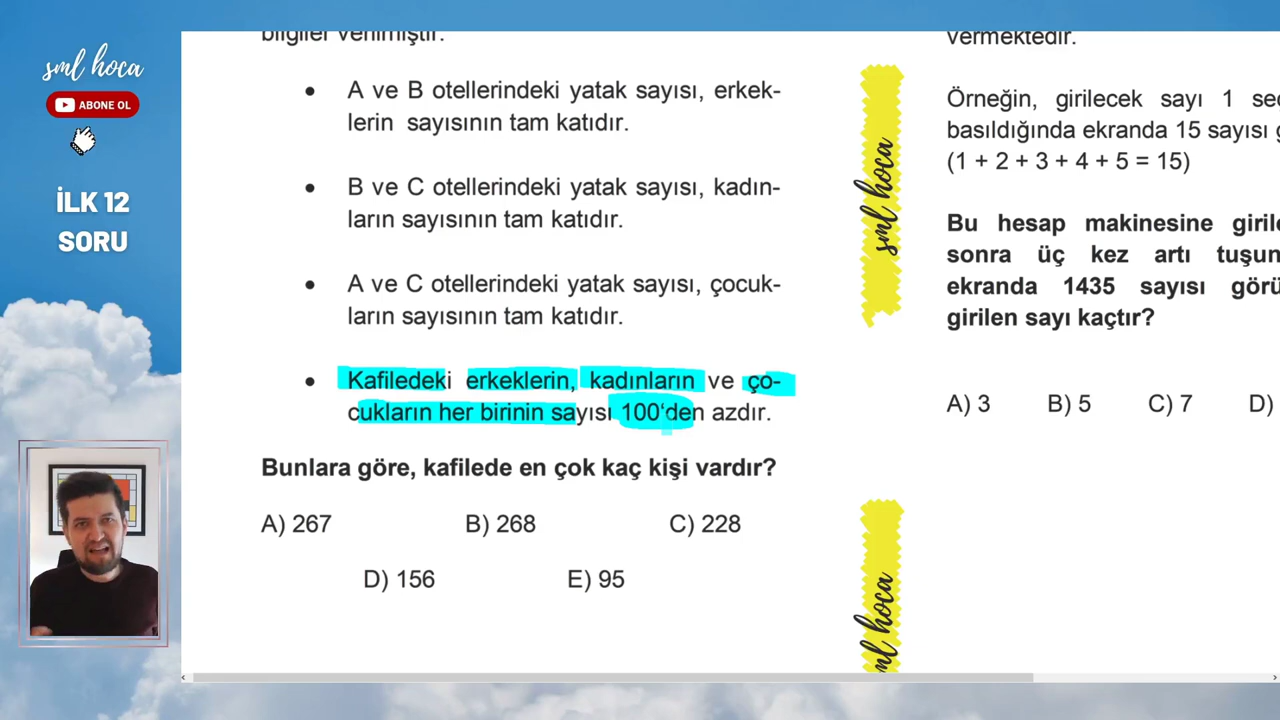 sml hoca
ABONE OL
İLK 12
SORU
bilgiler verilmiştir.
• A ve B otellerindeki yatak sayısı, erkek-
lerin sayısının tam katıdır.
• B ve C otellerindeki yatak sayısı, kadın-
ların sayısının tam katıdır.
• A ve C otellerindeki yatak sayısı, çocuk-
ların sayısının tam katıdır.
• Kafiledeki erkeklerin, kadınların ve ço-
cukların her birinin sayısı 100‘den azdır.
Bunlara göre, kafilede en çok kaç kişi vardır?
A) 267 B) 268 C) 228
D) 156 E) 95
sml hoca
sml hoca
vermektedir.
Örneğin, girilecek sayı 1
basıldığında ekranda 15 sayısı
(1 + 2 + 3 + 4 + 5 = 15)
Bu hesap makinesine
sonra üç kez artı
ekranda 1435 sayısı
girilen sayı kaçtır?
A) 3 B) 5 C) 7 D)